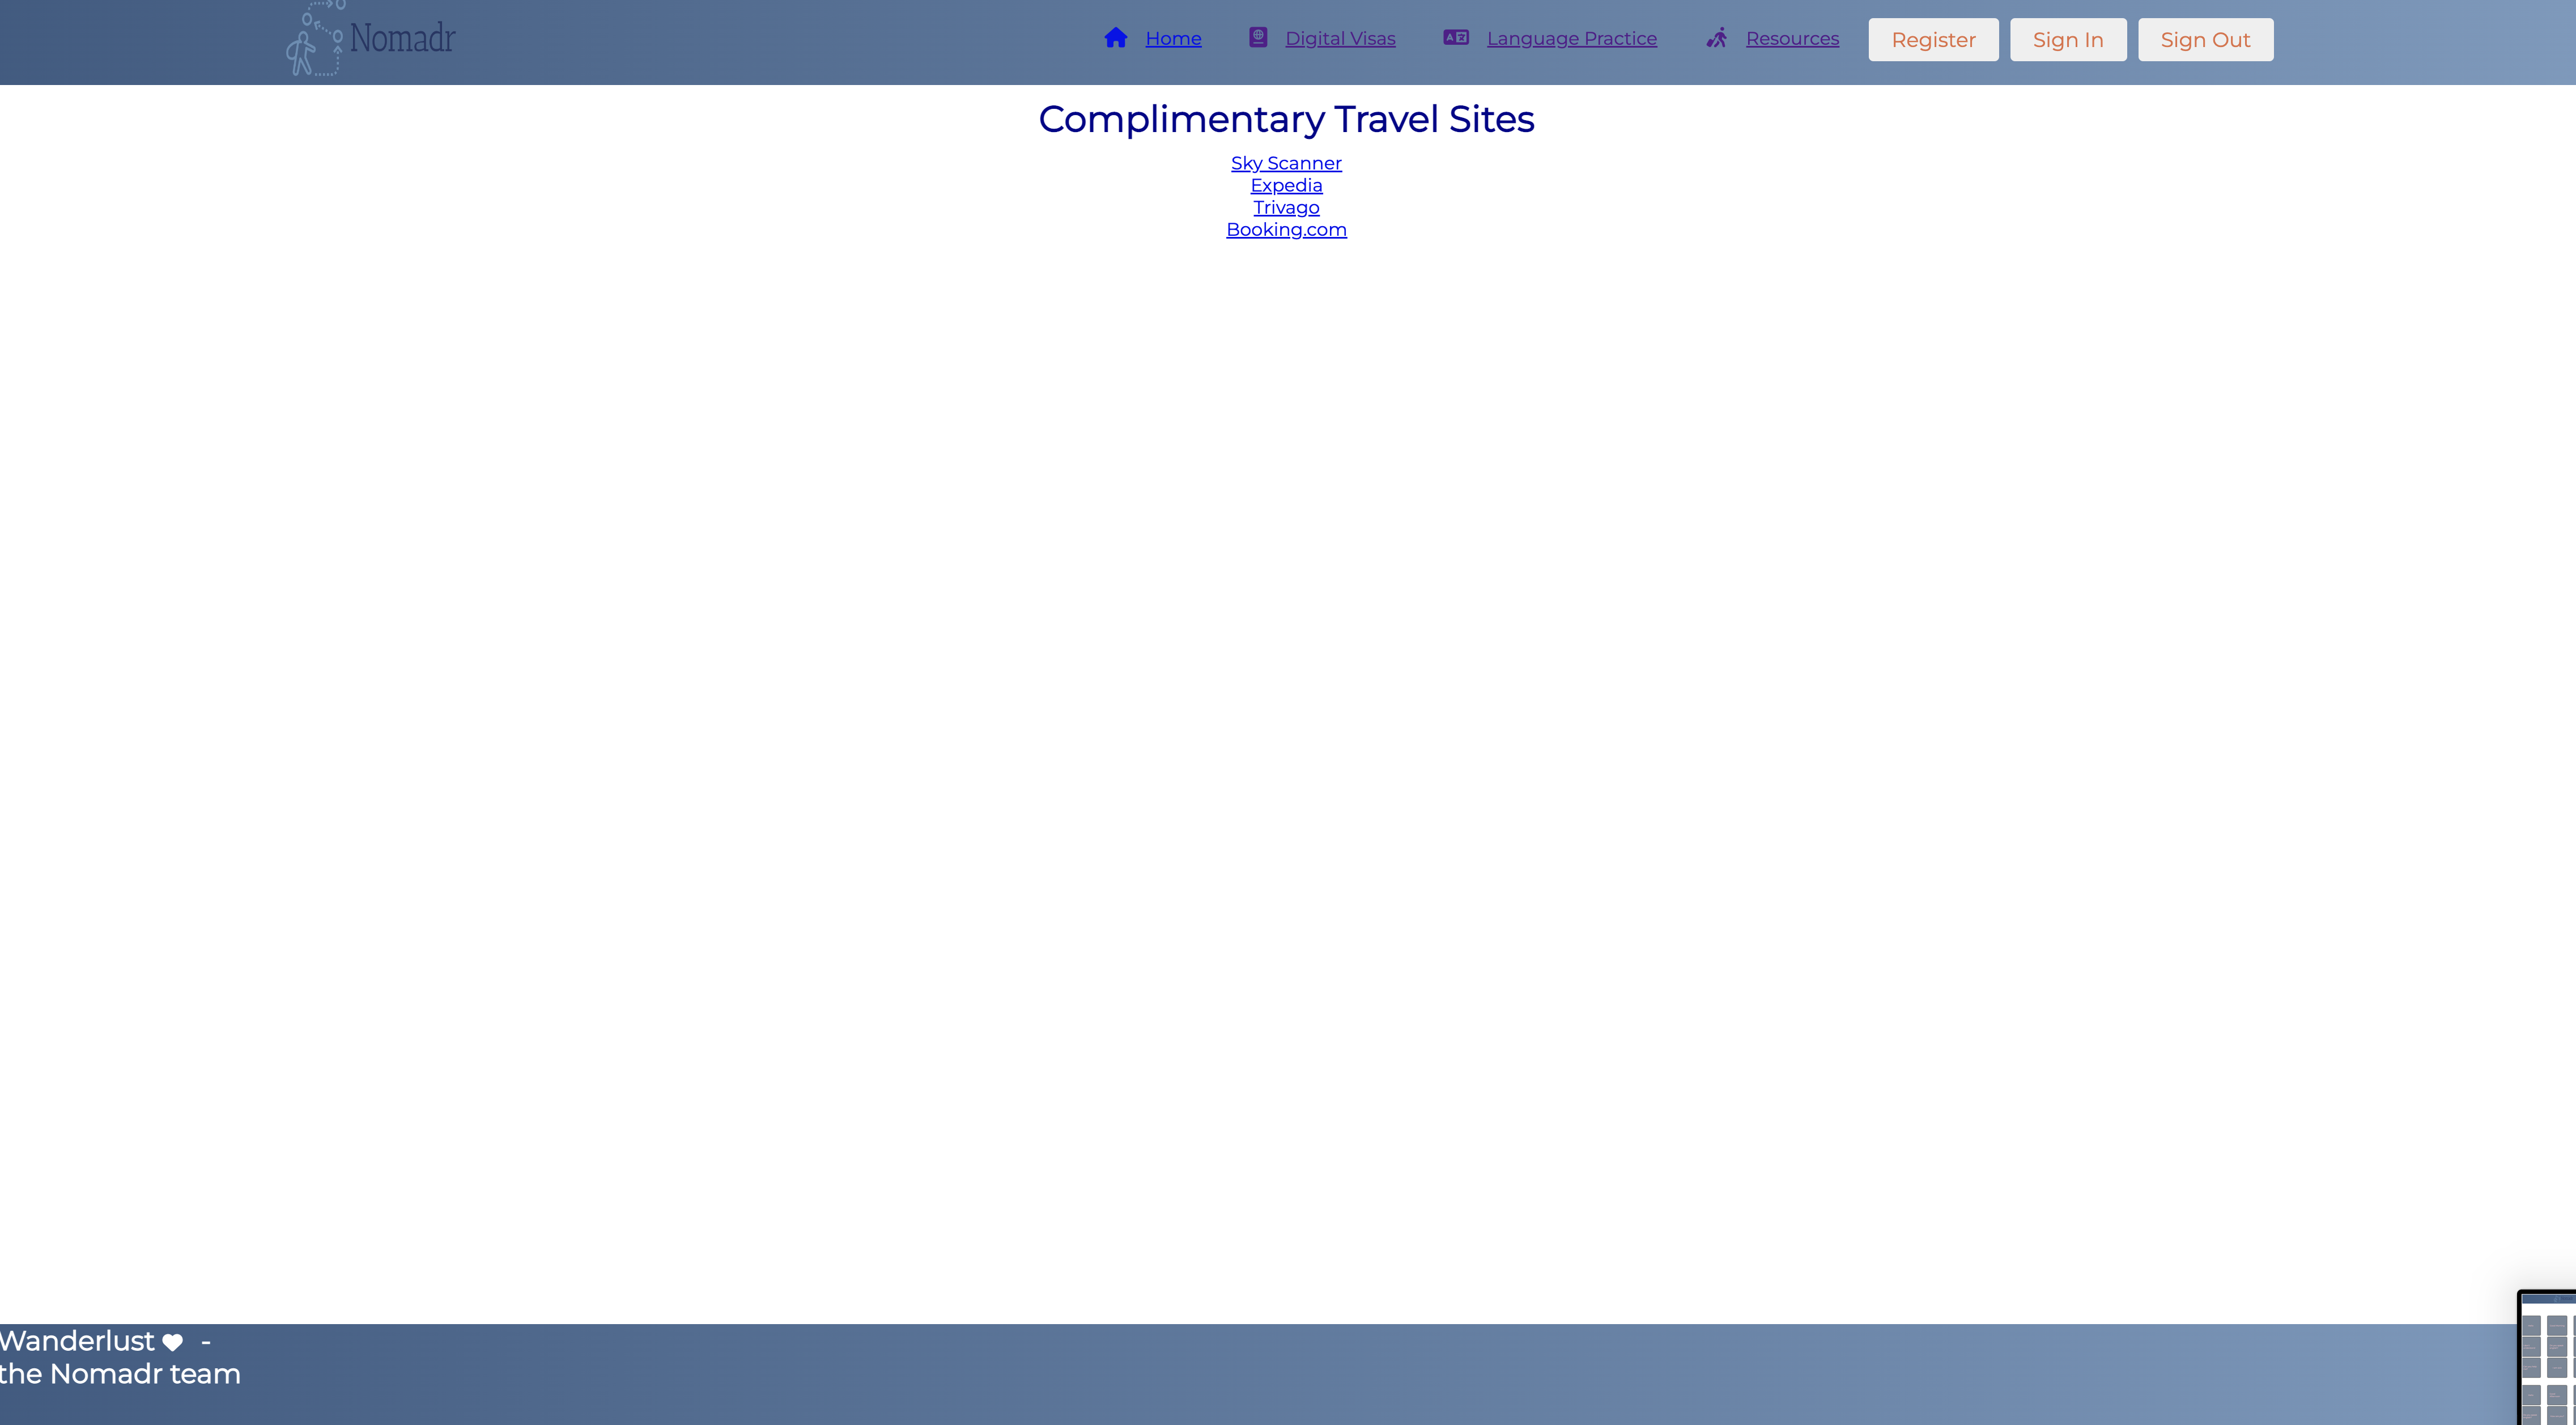 Nomadr
Home
Digital Visas
Language Practice
Resources
Register
Sign In
Sign Out
Complimentary Travel Sites
Sky Scanner
Expedia
Trivago
Booking.com
Wanderlust -
the Nomadr team